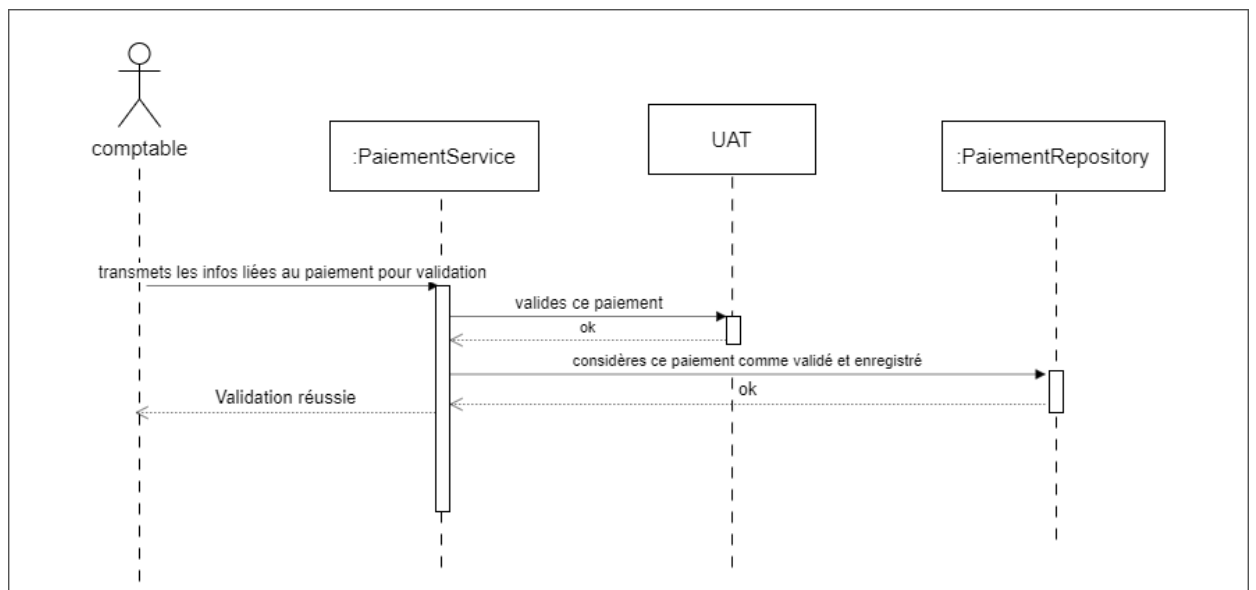 comptable
:PaiementService
UAT
:PaiementRepository
transmets les infos liées au paiement pour validation
valides ce paiement
ok
considères ce paiement comme validé et enregistré
ok
Validation réussie